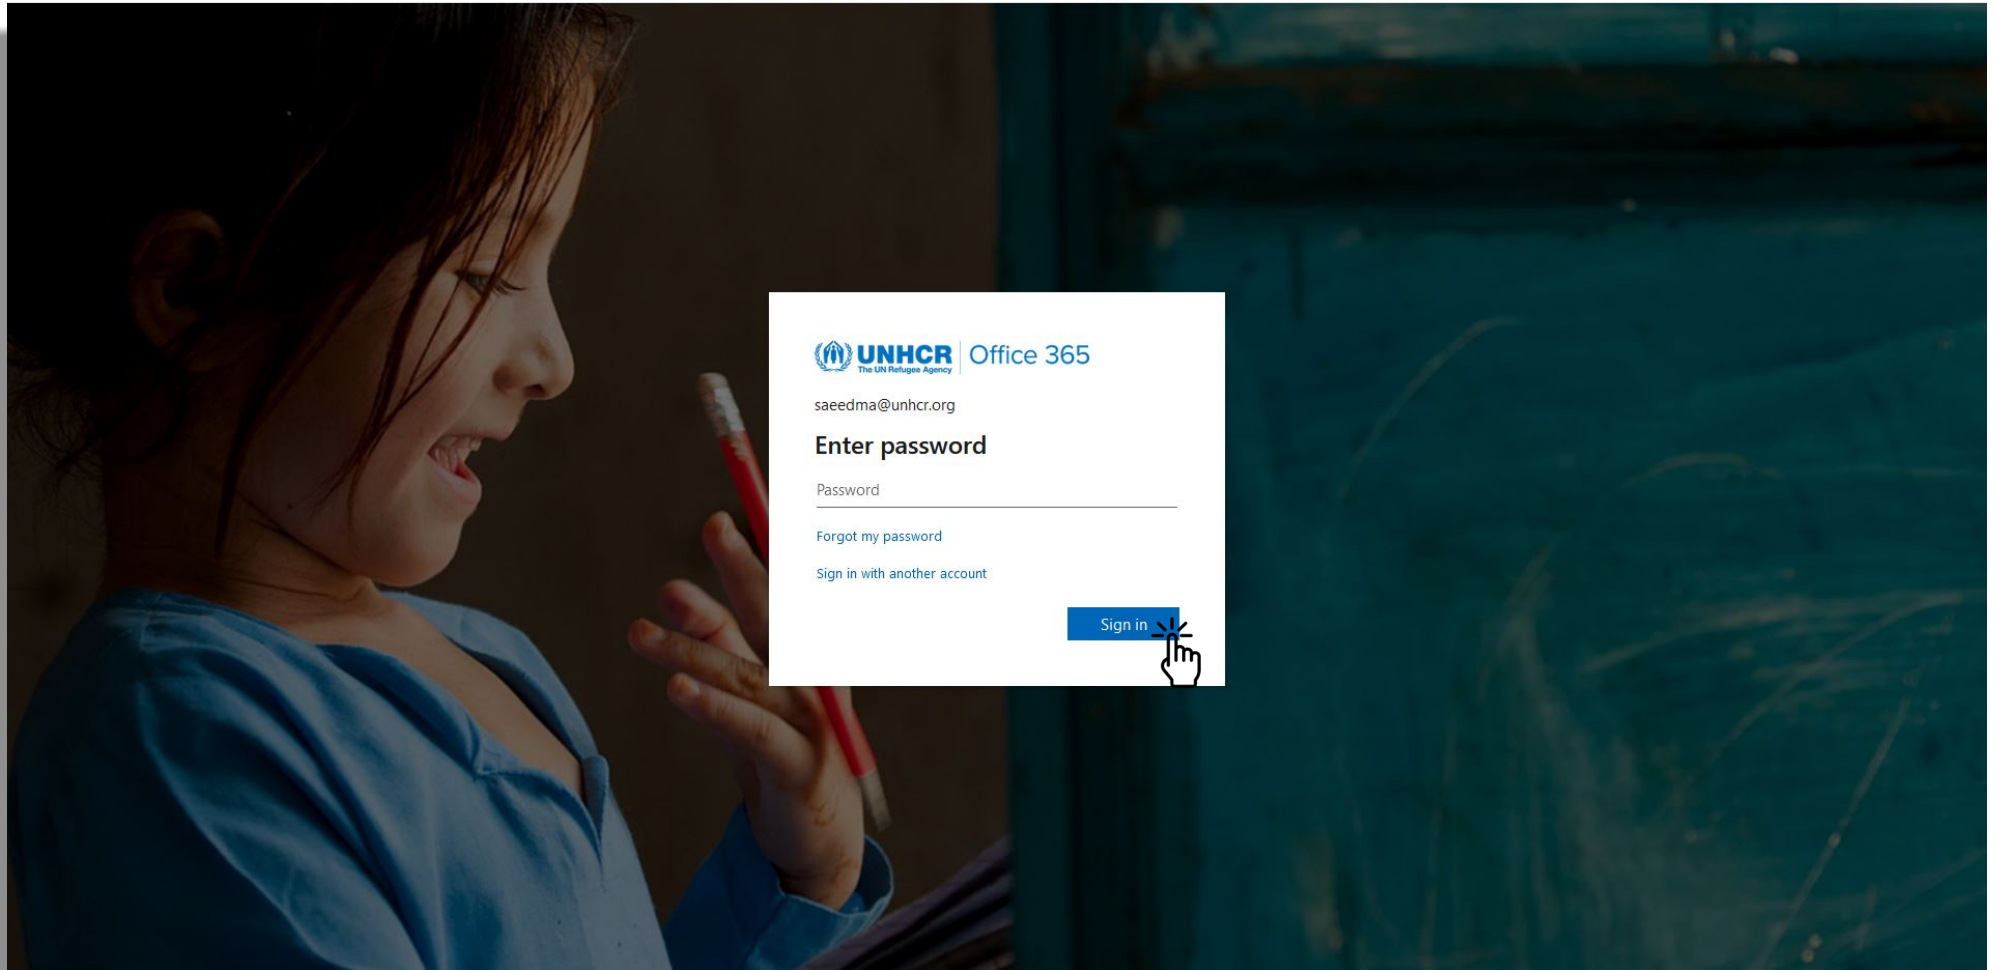 UNHCR
The UN Refugee Agency
Office 365
saeedma@unhcr.org
Enter password
Password
Forgot my password
Sign in with another account
Sign in